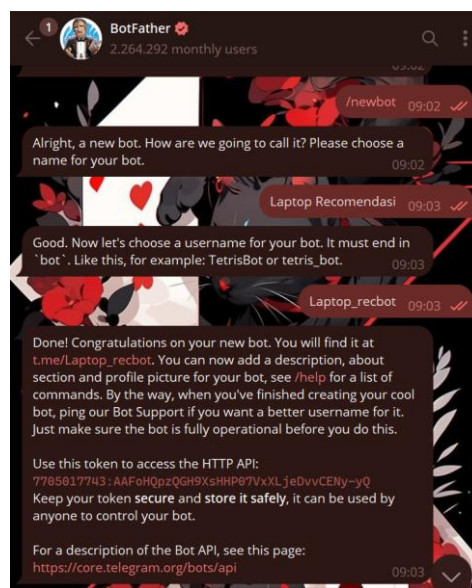 1
BotFather
2.264.292 monthly users
/newbot 09:02
Alright, a new bot. How are we going to call it? Please choose a
name for your bot.
09:02
Laptop Recomendasi 09:03
Good. Now let's choose a username for your bot. It must end in
`bot`. Like this, for example: TetrisBot or tetris_bot.
09:03
Laptop_recbot 09:03
Done! Congratulations on your new bot. You will find it at
t.me/Laptop_recbot. You can now add a description, about
section and profile picture for your bot, see /help for a list of
commands. By the way, when you've finished creating your cool
bot, ping our Bot Support if you want a better username for it.
Just make sure the bot is fully operational before you do this.
Use this token to access the HTTP API:
7705017743:AAFoHQpzQGH9XsHHP07VxXLjeDvvCENy-yQ
Keep your token secure and store it safely, it can be used by
anyone to control your bot.
For a description of the Bot API, see this page:
https://core.telegram.org/bots/api
09:03